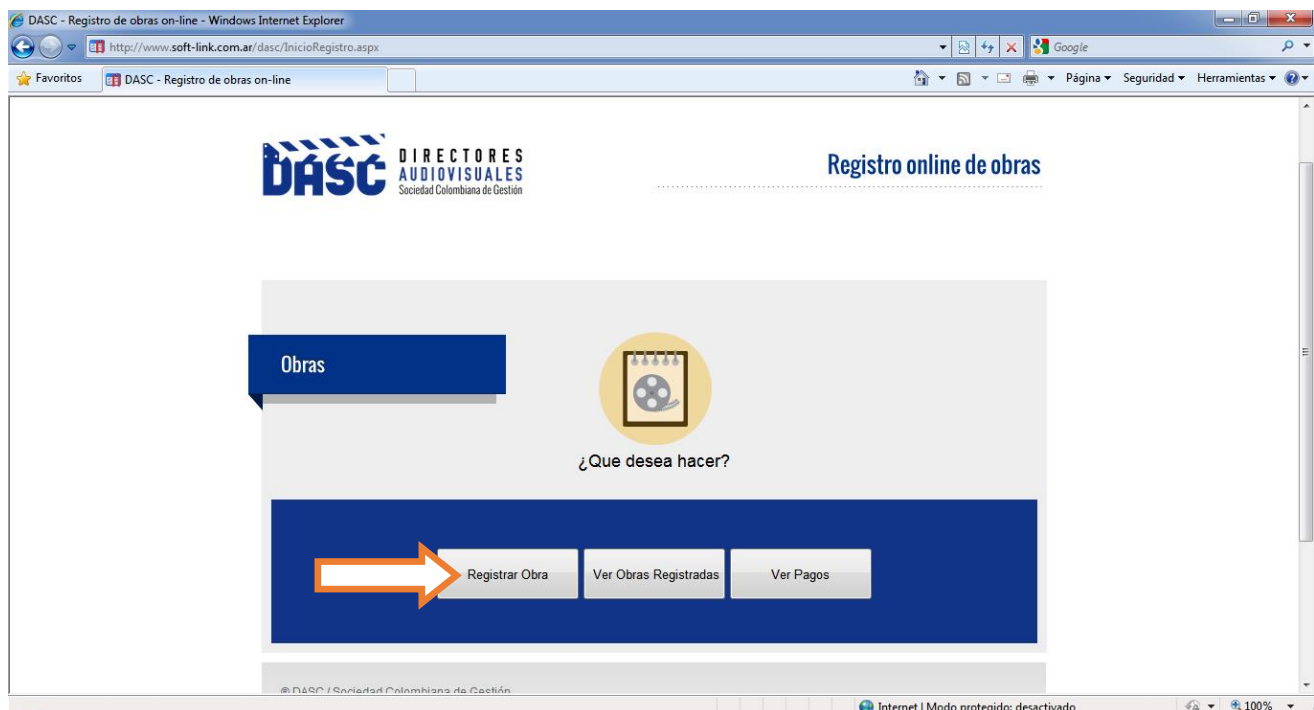 DASC - Registro de obras on-line - Windows Internet Explorer
http://www.soft-link.com.ar/dasc/InicioRegistro.aspx
Google
Favoritos
DASC - Registro de obras on-line
Página
Seguridad
Herramientas
DASC
DIRECTORES
AUDIOVISUALES
Sociedad Colombiana de Gestión
Registro online de obras
Obras
¿Que desea hacer?
Registrar Obra
Ver Obras Registradas
Ver Pagos
® DASC / Sociedad Colombiana de Gestión
Internet | Modo protegido: desactivado
100%